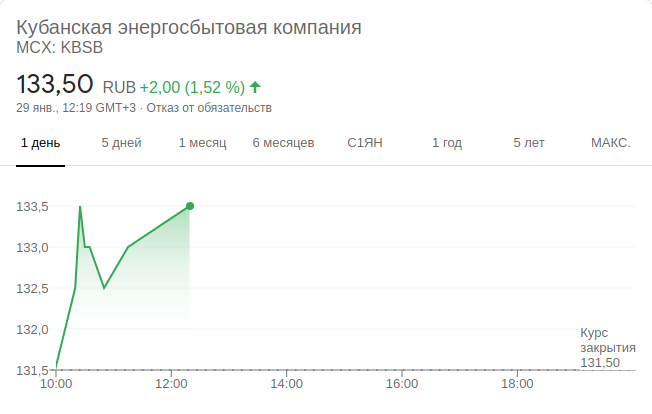 Кубанская энергосбытовая компания
MCX: KBSB
133,50 RUB +2,00 (1,52 %)
29 янв., 12:19 GMT+3 · Отказ от обязательств
1 день 5 дней 1 месяц 6 месяцев С1ЯН 1 год 5 лет МАКС.
133,5
133,0
132,5
132,0
Курс
закрытия
131,50
131,5
10:00 12:00 14:00 16:00 18:00